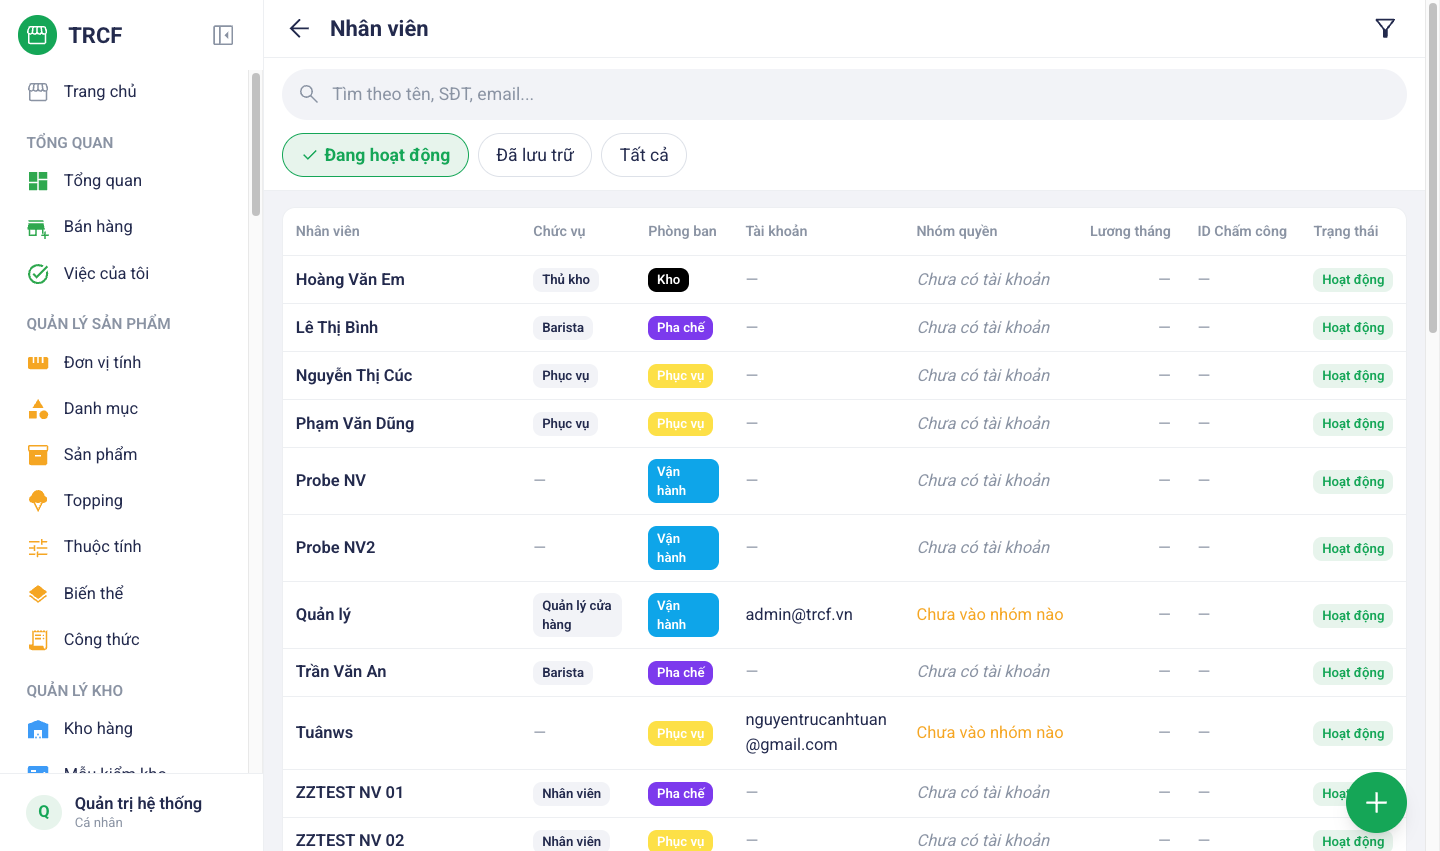 TRCF
Trang chủ
TỔNG QUAN
Tổng quan
Bán hàng
Việc của tôi
QUẢN LÝ SẢN PHẨM
Đơn vị tính
Danh mục
Sản phẩm
Topping
Thuộc tính
Biến thể
Công thức
QUẢN LÝ KHO
Kho hàng
Mẫu kiểm kho
Q
Quản trị hệ thống
Cá nhân
Nhân viên
Tìm theo tên, SĐT, email...
Đang hoạt động Đã lưu trữ Tất cả
Nhân viên Chức vụ Phòng ban Tài khoản Nhóm quyền Lương tháng ID Chấm công Trạng thái
Hoàng Văn Em Thủ kho Kho — Chưa có tài khoản — — Hoạt động
Lê Thị Bình Barista Pha chế — Chưa có tài khoản — — Hoạt động
Nguyễn Thị Cúc Phục vụ Phục vụ — Chưa có tài khoản — — Hoạt động
Phạm Văn Dũng Phục vụ Phục vụ — Chưa có tài khoản — — Hoạt động
Probe NV — Vận hành — Chưa có tài khoản — — Hoạt động
Probe NV2 — Vận hành — Chưa có tài khoản — — Hoạt động
Quản lý Quản lý cửa hàng Vận hành admin@trcf.vn Chưa vào nhóm nào — — Hoạt động
Trần Văn An Barista Pha chế — Chưa có tài khoản — — Hoạt động
Tuânws — Phục vụ nguyentrucanhtuan@gmail.com Chưa vào nhóm nào — — Hoạt động
ZZTEST NV 01 Nhân viên Pha chế — Chưa có tài khoản — —
ZZTEST NV 02 Nhân viên Phục vụ — Chưa có tài khoản — — Hoạt động